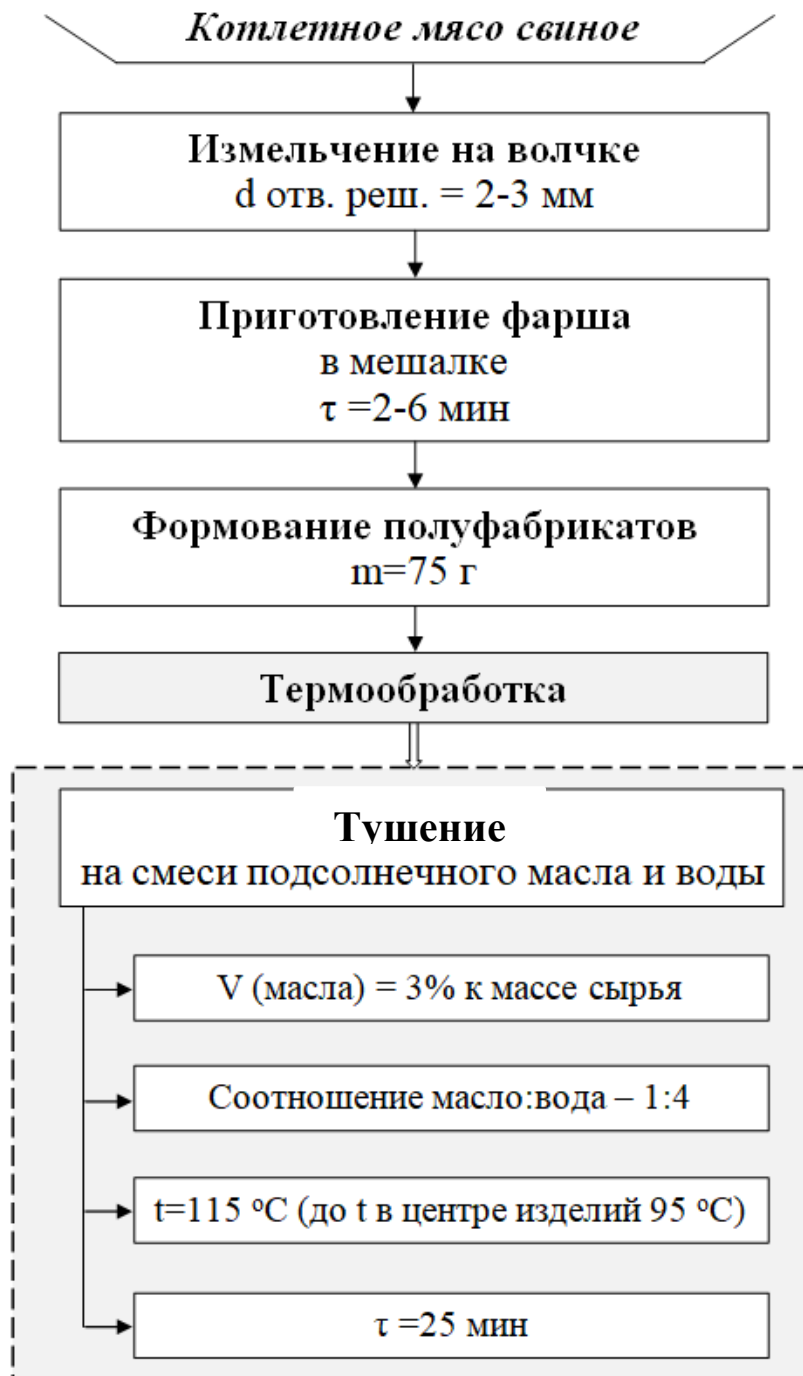 Котлетное мясо свиное
Измельчение на волчке
d отв. реш. = 2-3 мм
Приготовление фарша
в мешалке
τ =2-6 мин
Формование полуфабрикатов
m=75 г
Термообработка
Тушение
на смеси подсолнечного масла и воды
V (масла) = 3% к массе сырья
Соотношение масло:вода – 1:4
t=115 ºС (до t в центре изделий 95 ºС)
τ =25 мин